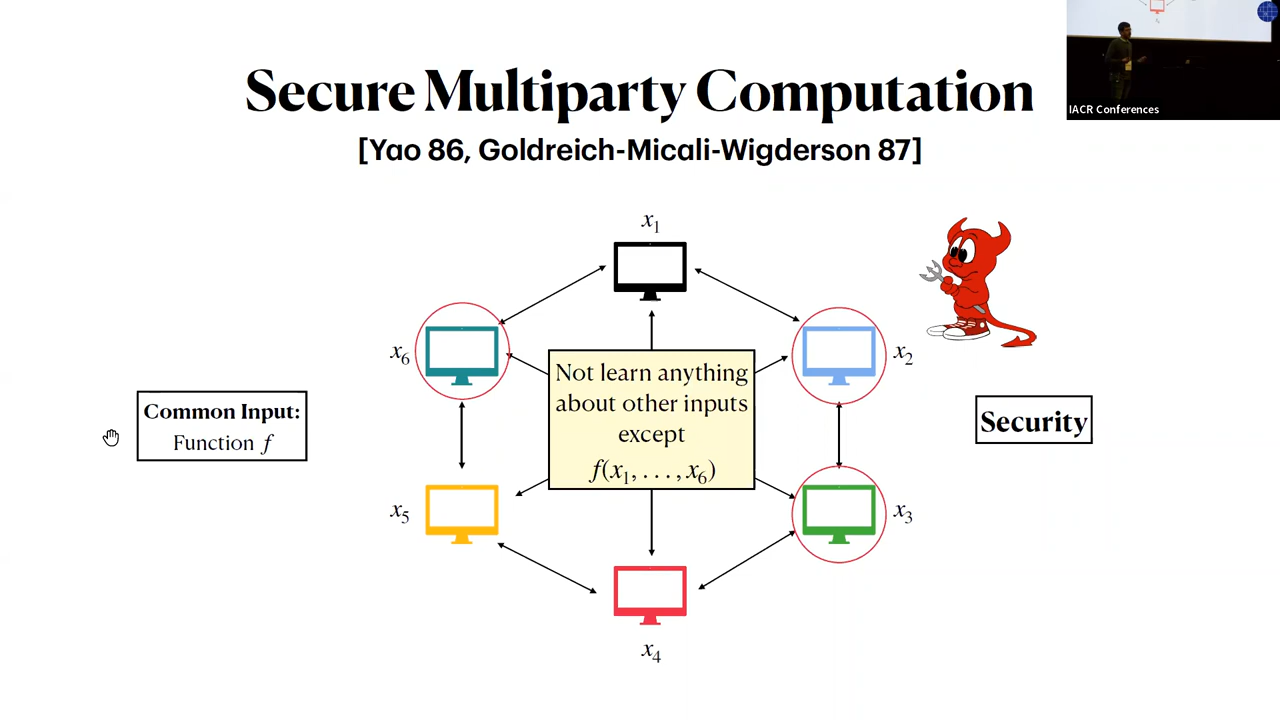 Secure Multiparty Computation
[Yao 86, Goldreich-Micali-Wigderson 87]
IACR Conferences
x₁
x₆
x₂
Not learn anything
about other inputs
except
f(x₁, . . . , x₆)
Common Input:
Function f
Security
x₅
x₃
x₄